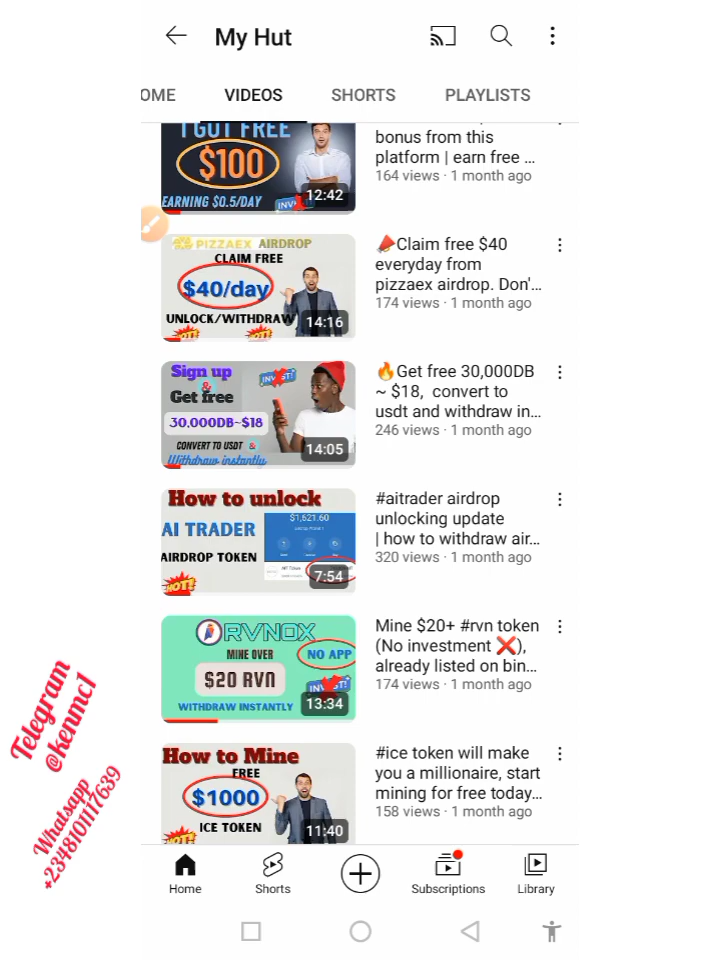 My Hut
OME
VIDEOS
SHORTS
PLAYLISTS
I GOT FREE
$100
EARNING $0.5/DAY
12:42
bonus from this
platform | earn free ...
164 views · 1 month ago
PIZZAEX AIRDROP
CLAIM FREE
$40/day
UNLOCK/WITHDRAW
HOT!
14:16
📣Claim free $40
everyday from
pizzaex airdrop. Don'...
174 views · 1 month ago
Sign up
&
Get free
30,000DB~$18
CONVERT TO USDT &
Withdraw instantly
INVEST!
14:05
🔥Get free 30,000DB
~ $18, convert to
usdt and withdraw in...
246 views · 1 month ago
How to unlock
AI TRADER
AIRDROP TOKEN
HOT!
$1,621.60
7:54
#aitrader airdrop
unlocking update
| how to withdraw air...
320 views · 1 month ago
RVNOX
MINE OVER
NO APP
$20 RVN
WITHDRAW INSTANTLY
13:34
Mine $20+ #rvn token
(No investment ❌),
already listed on bin...
174 views · 1 month ago
How to Mine
FREE
$1000
ICE TOKEN
HOT!
11:40
#ice token will make
you a millionaire, start
mining for free today...
158 views · 1 month ago
Telegram
@kenmc1
Whatsapp
+2348101117639
Home
Shorts
Subscriptions
Library